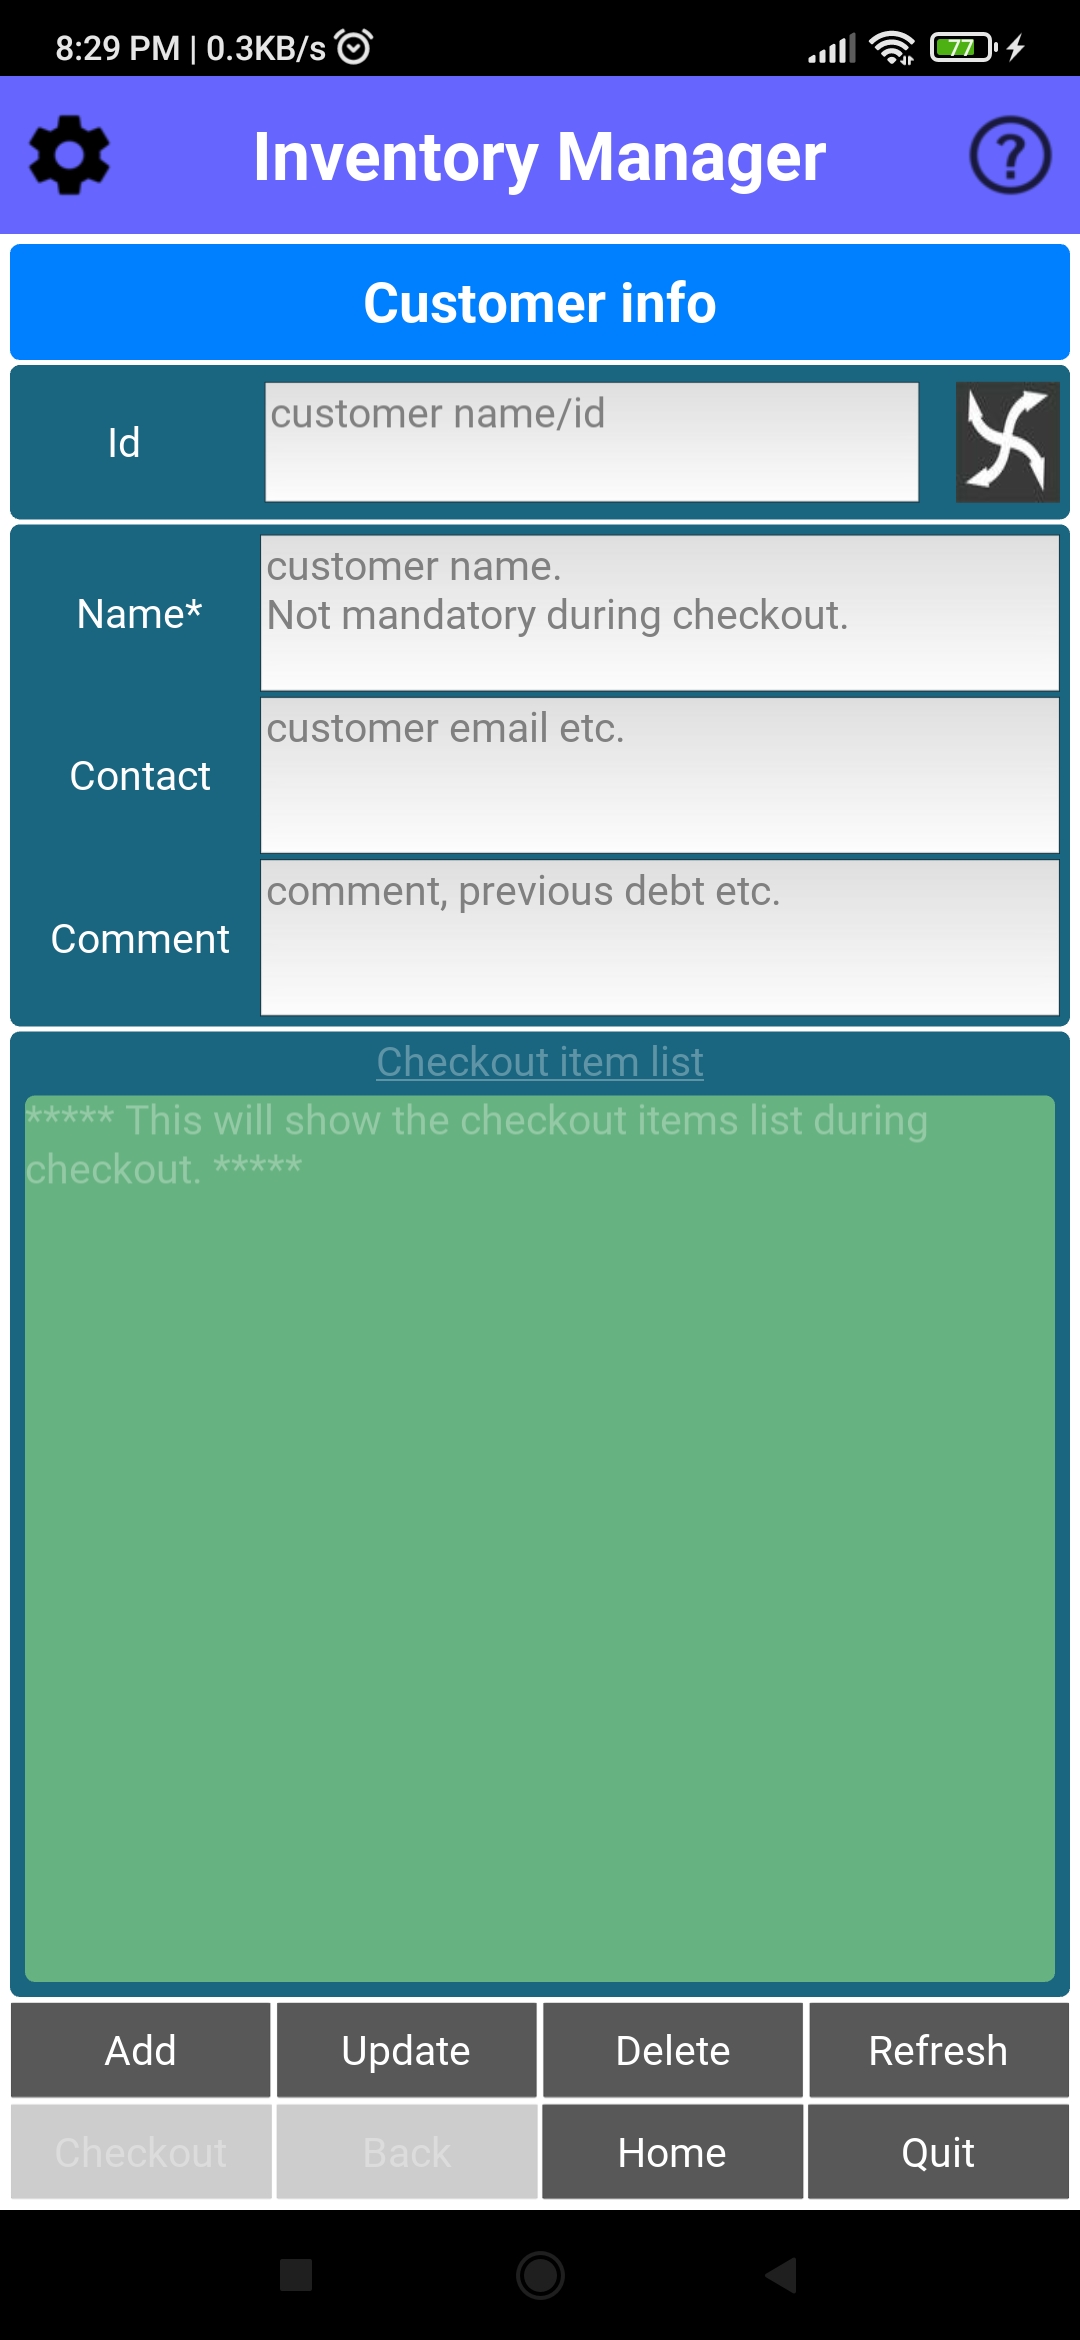 8:29 PM | 0.3KB/s
77
Inventory Manager
?
Customer info
Id
customer name/id
Name*
customer name.
Not mandatory during checkout.
Contact
customer email etc.
Comment
comment, previous debt etc.
Checkout item list
***** This will show the checkout items list during
checkout. *****
Add Update Delete Refresh
Checkout Back Home Quit